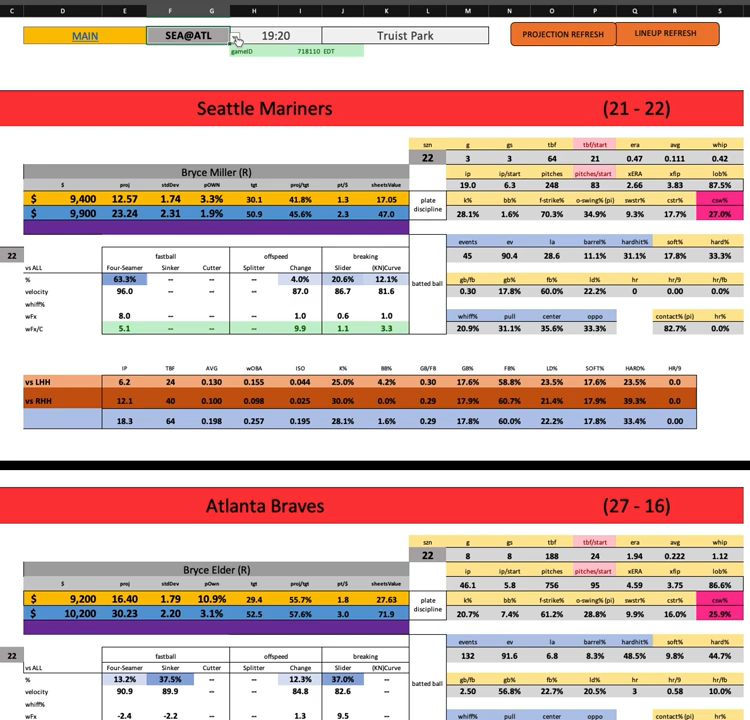 C D E F G H I J K L M N O P Q R S
MAIN SEA@ATL 19:20 Truist Park PROJECTION REFRESH LINEUP REFRESH
gameID 718110 EDT
Seattle Mariners (21 - 22)
szn g gs tbf tbf/start era avg whip
22 3 3 64 21 0.47 0.111 0.42
Bryce Miller (R) ip ip/start pitches pitches/start xERA xfip lob%
$ proj stdDev pOWN tgt proj/tgt pt/$ sheetsValue 19.0 6.3 248 83 2.66 3.83 87.5%
$ 9,400 12.57 1.74 3.3% 30.1 41.8% 1.3 17.05 plate discipline k% bb% f-strike% o-swing% (pi) swstr% cstr% csw%
$ 9,900 23.24 2.31 1.9% 50.9 45.6% 2.3 47.0 28.1% 1.6% 70.3% 34.9% 9.3% 17.7% 27.0%
22 fastball offspeed breaking batted ball events ev la barrel% hardhit% soft% hard%
vs ALL Four-Seamer Sinker Cutter Splitter Change Slider (KN)Curve 45 90.4 28.6 11.1% 31.1% 17.8% 33.3%
% 63.3% -- -- -- 4.0% 20.6% 12.1% gb/fb gb% fb% ld% hr hr/9 hr/fb
velocity 96.0 -- -- -- 87.0 86.7 81.6 0.30 17.8% 60.0% 22.2% 0 0.00 0.0%
whiff%
wFx 8.0 -- -- -- 1.0 0.6 1.0 whiff% pull center oppo contact% (pi) hr%
wFx/C 5.1 -- -- -- 9.9 1.1 3.3 20.9% 31.1% 35.6% 33.3% 82.7% 0.0%
IP TBF AVG wOBA ISO K% BB% GB/FB GB% FB% LD% SOFT% HARD% HR/9
vs LHH 6.2 24 0.130 0.155 0.044 25.0% 4.2% 0.30 17.6% 58.8% 23.5% 17.6% 23.5% 0.0
vs RHH 12.1 40 0.100 0.098 0.025 30.0% 0.0% 0.29 17.9% 60.7% 21.4% 17.9% 39.3% 0.0
18.3 64 0.198 0.257 0.195 28.1% 1.6% 0.29 17.8% 60.0% 22.2% 17.8% 33.4% 0.00
Atlanta Braves (27 - 16)
szn g gs tbf tbf/start era avg whip
22 8 8 188 24 1.94 0.222 1.12
Bryce Elder (R) ip ip/start pitches pitches/start xERA xfip lob%
$ proj stdDev pOwn tgt proj/tgt pt/$ sheetsValue 46.1 5.8 756 95 4.59 3.75 86.6%
$ 9,200 16.40 1.79 10.9% 29.4 55.7% 1.8 27.63 plate discipline k% bb% f-strike% o-swing% (pi) swstr% cstr% csw%
$ 10,200 30.23 2.20 3.1% 52.5 57.6% 3.0 71.9 20.7% 7.4% 61.2% 28.8% 9.9% 16.0% 25.9%
22 fastball offspeed breaking batted ball events ev la barrel% hardhit% soft% hard%
vs ALL Four-Seamer Sinker Cutter Splitter Change Slider (KN)Curve 132 91.6 6.8 8.3% 48.5% 9.8% 44.7%
% 13.2% 37.5% -- -- 12.3% 37.0% -- gb/fb gb% fb% ld% hr hr/9 hr/fb
velocity 90.9 89.9 -- -- 84.8 82.6 -- 2.50 56.8% 22.7% 20.5% 3 0.58 10.0%
whiff%
wFx -2.4 -2.2 -- -- 1.3 9.5 -- whiff% pull center oppo contact% (pi) hr%